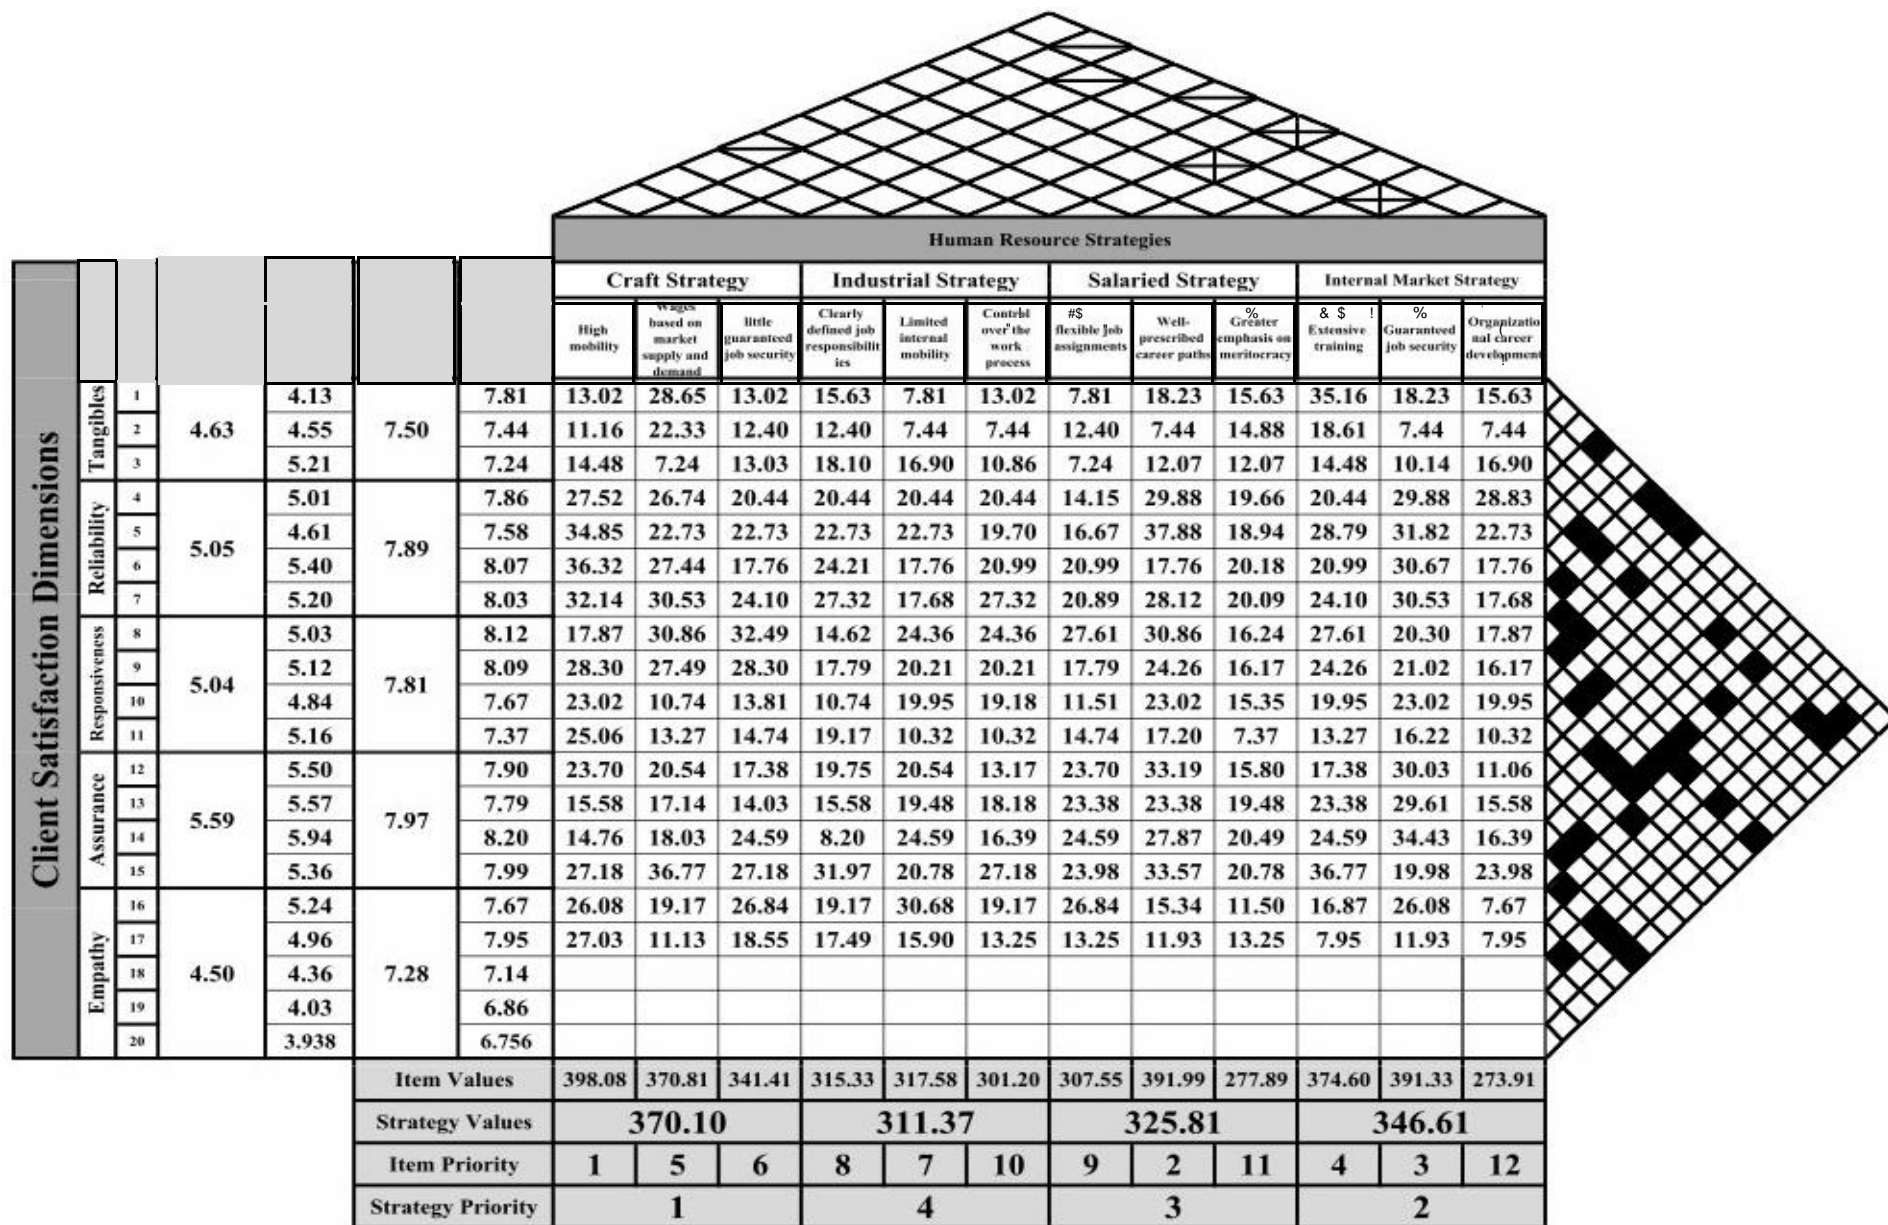 Human Resource Strategies
Craft Strategy Industrial Strategy Salaried Strategy Internal Market Strategy
High mobility
Wages based on market supply and demand
little guaranteed job security
Clearly defined job responsibilit ies
Limited internal mobility
Control over the work process
#$ flexible Job assignments
Well-prescribed career paths
% Greater emphasis on meritocracy
& $ ! Extensive training
% Guaranteed job security
Organizatio nal career development
Client Satisfaction Dimensions
Tangibles
1 4.13 7.81 13.02 28.65 13.02 15.63 7.81 13.02 7.81 18.23 15.63 35.16 18.23 15.63
2 4.63 4.55 7.50 7.44 11.16 22.33 12.40 12.40 7.44 7.44 12.40 7.44 14.88 18.61 7.44 7.44
3 5.21 7.24 14.48 7.24 13.03 18.10 16.90 10.86 7.24 12.07 12.07 14.48 10.14 16.90
Reliability
4 5.01 7.86 27.52 26.74 20.44 20.44 20.44 20.44 14.15 29.88 19.66 20.44 29.88 28.83
5 4.61 7.58 34.85 22.73 22.73 22.73 22.73 19.70 16.67 37.88 18.94 28.79 31.82 22.73
5.05 7.89
6 5.40 8.07 36.32 27.44 17.76 24.21 17.76 20.99 20.99 17.76 20.18 20.99 30.67 17.76
7 5.20 8.03 32.14 30.53 24.10 27.32 17.68 27.32 20.89 28.12 20.09 24.10 30.53 17.68
Responsiveness
8 5.03 8.12 17.87 30.86 32.49 14.62 24.36 24.36 27.61 30.86 16.24 27.61 20.30 17.87
9 5.12 8.09 28.30 27.49 28.30 17.79 20.21 20.21 17.79 24.26 16.17 24.26 21.02 16.17
5.04 7.81
10 4.84 7.67 23.02 10.74 13.81 10.74 19.95 19.18 11.51 23.02 15.35 19.95 23.02 19.95
11 5.16 7.37 25.06 13.27 14.74 19.17 10.32 10.32 14.74 17.20 7.37 13.27 16.22 10.32
Assurance
12 5.50 7.90 23.70 20.54 17.38 19.75 20.54 13.17 23.70 33.19 15.80 17.38 30.03 11.06
13 5.57 7.79 15.58 17.14 14.03 15.58 19.48 18.18 23.38 23.38 19.48 23.38 29.61 15.58
5.59 7.97
14 5.94 8.20 14.76 18.03 24.59 8.20 24.59 16.39 24.59 27.87 20.49 24.59 34.43 16.39
15 5.36 7.99 27.18 36.77 27.18 31.97 20.78 27.18 23.98 33.57 20.78 36.77 19.98 23.98
Empathy
16 5.24 7.67 26.08 19.17 26.84 19.17 30.68 19.17 26.84 15.34 11.50 16.87 26.08 7.67
17 4.96 7.95 27.03 11.13 18.55 17.49 15.90 13.25 13.25 11.93 13.25 7.95 11.93 7.95
18 4.50 4.36 7.28 7.14
19 4.03 6.86
20 3.938 6.756
Item Values 398.08 370.81 341.41 315.33 317.58 301.20 307.55 391.99 277.89 374.60 391.33 273.91
Strategy Values 370.10 311.37 325.81 346.61
Item Priority 1 5 6 8 7 10 9 2 11 4 3 12
Strategy Priority 1 4 3 2